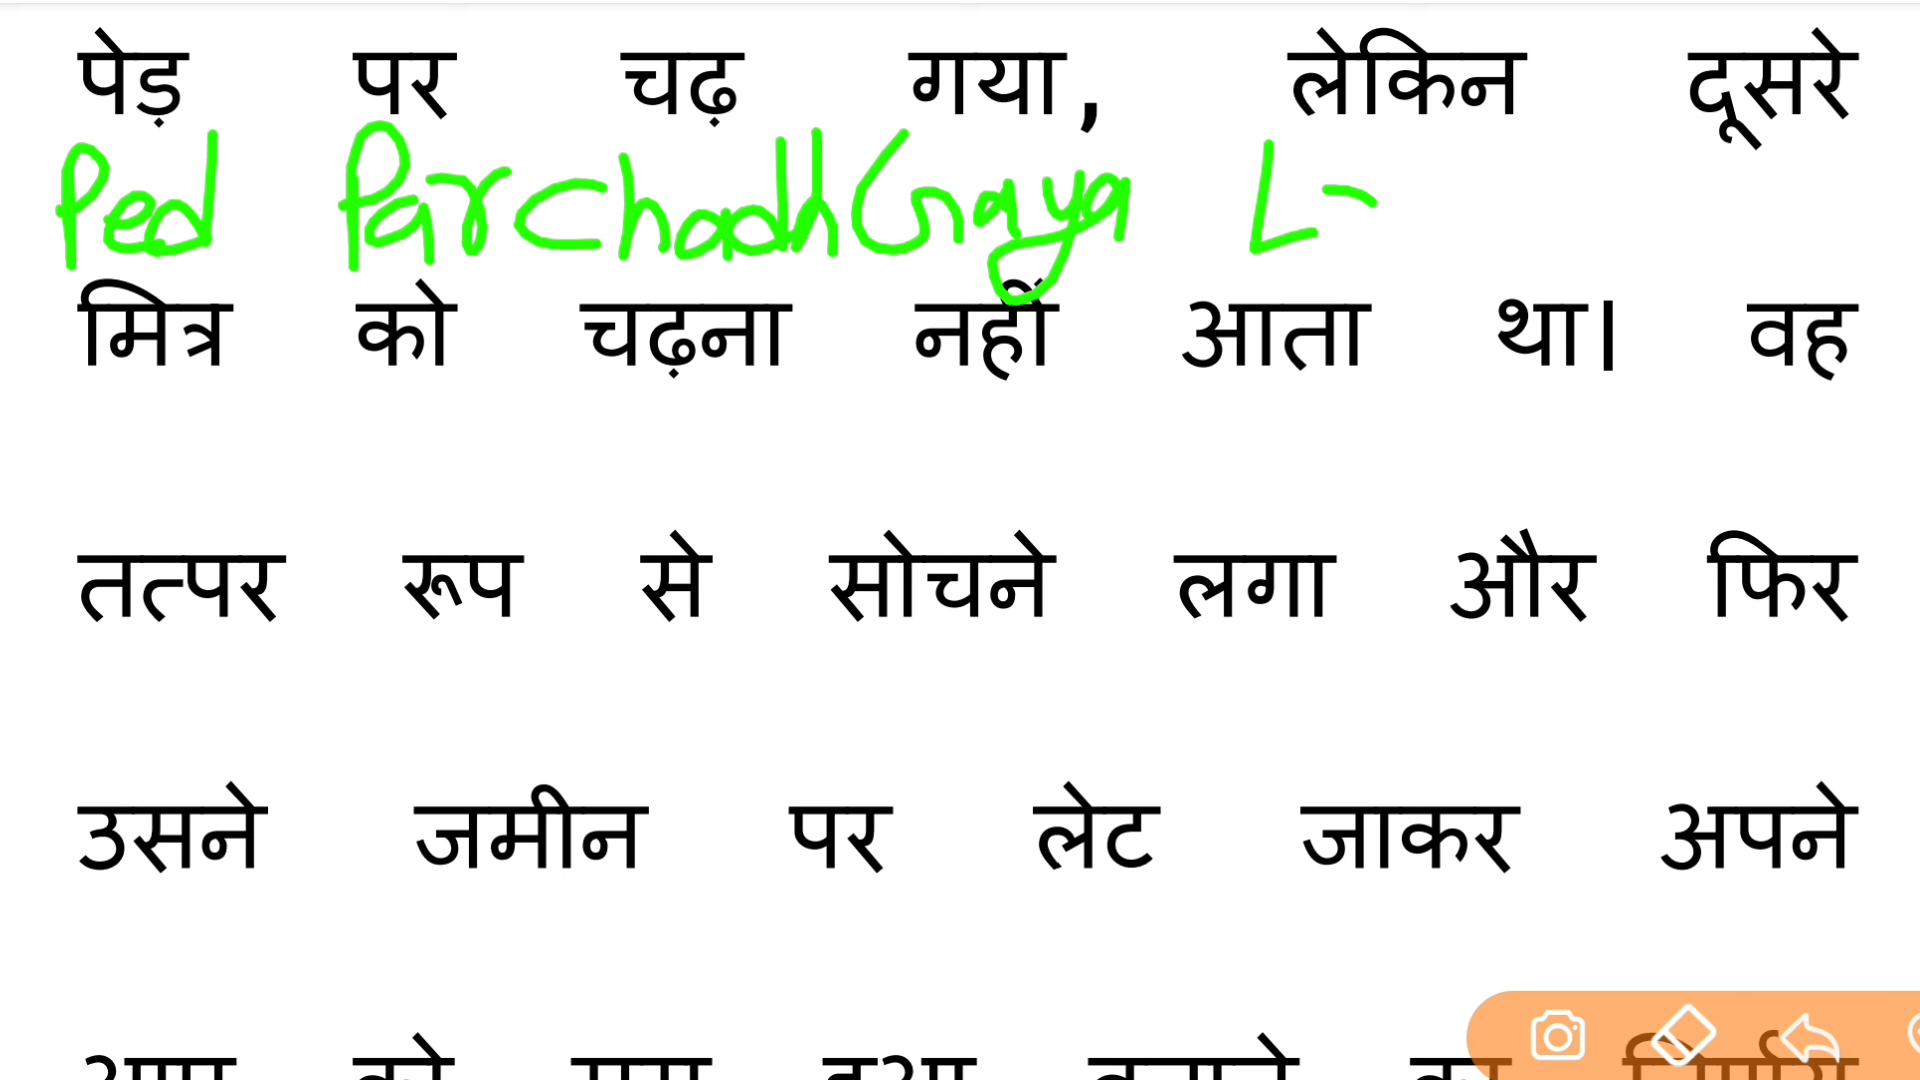 पेड़ पर चढ़ गया, लेकिन दूसरे
Ped Par Chadh Gaya L
मित्र को चढ़ना नहीं आता था। वह
तत्पर रूप से सोचने लगा और फिर
उसने जमीन पर लेट जाकर अपने